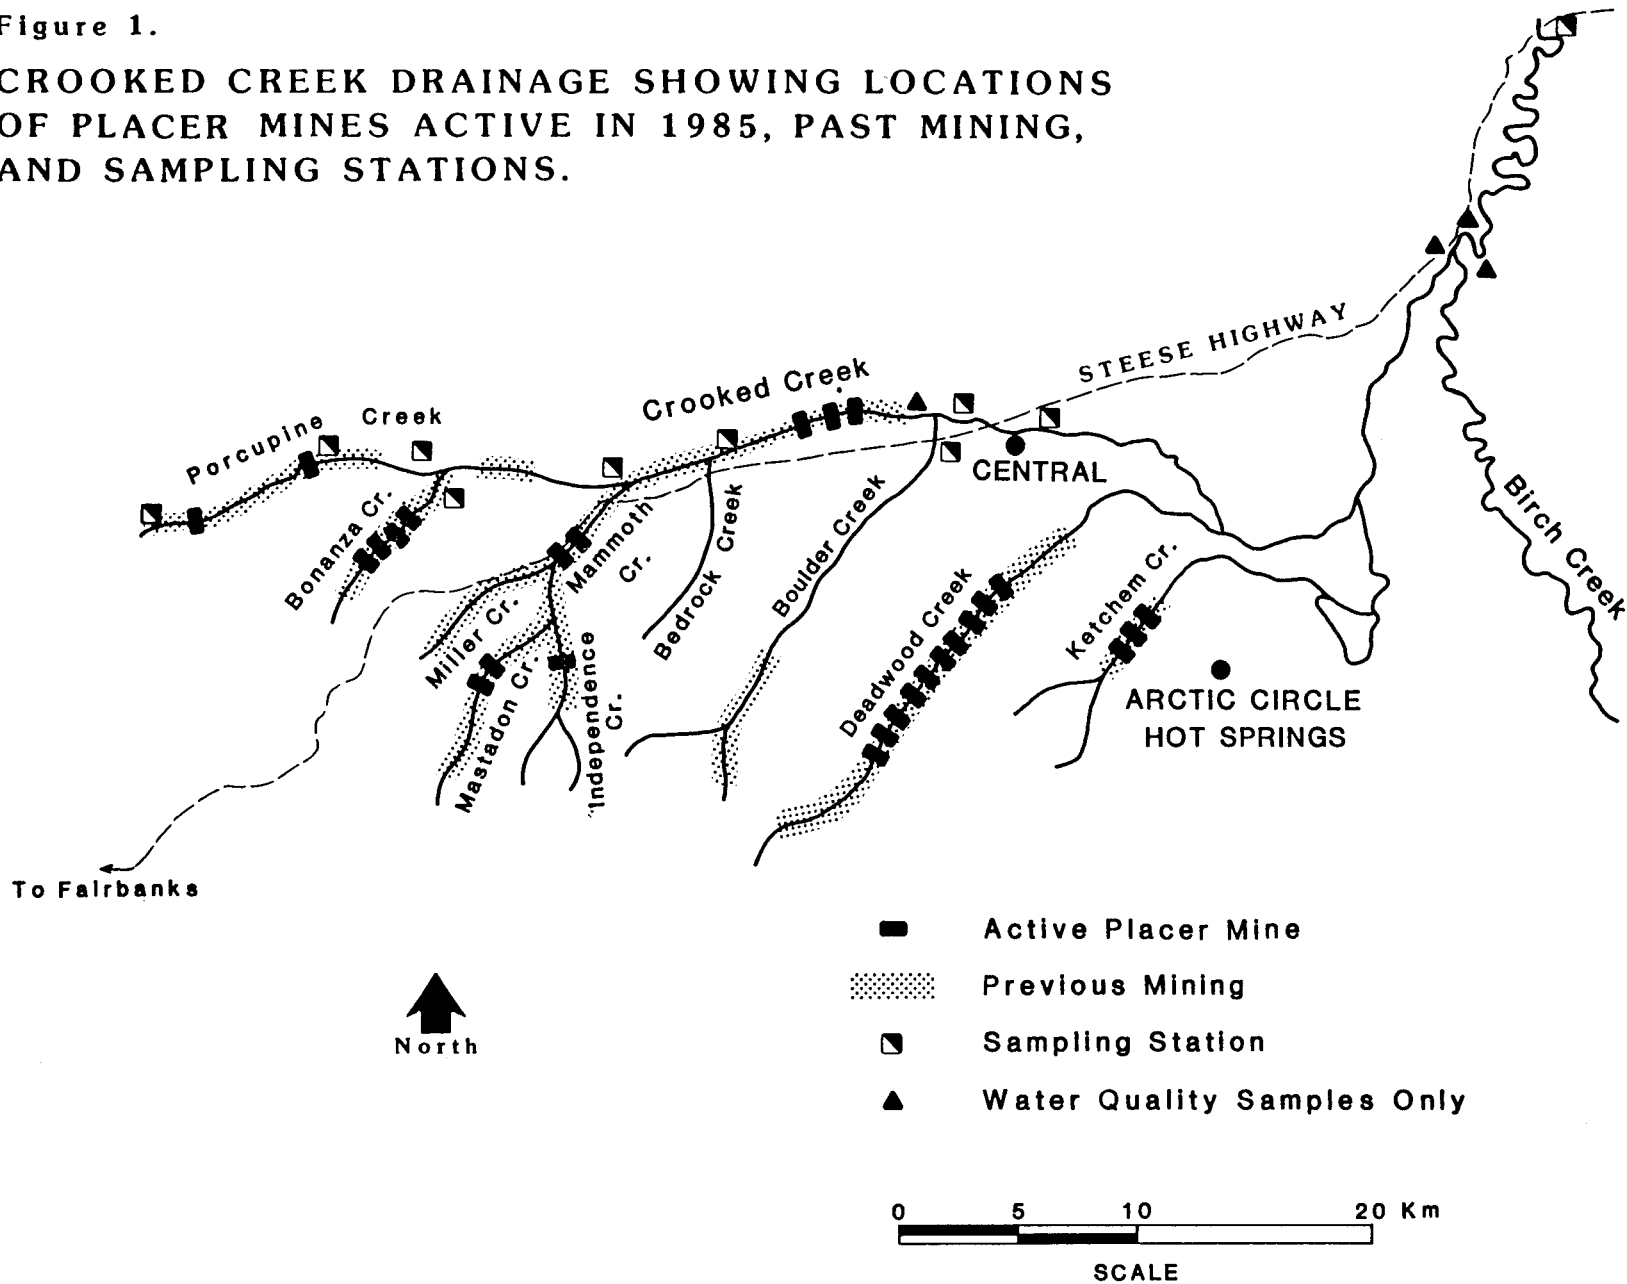 Figure 1.
CROOKED CREEK DRAINAGE SHOWING LOCATIONS
OF PLACER MINES ACTIVE IN 1985, PAST MINING,
AND SAMPLING STATIONS.
STEESE HIGHWAY
Crooked Creek
Porcupine Creek
CENTRAL
Bonanza Cr.
Mammoth
Cr.
Bedrock Creek
Boulder Creek
Birch Creek
Miller Cr.
Mastadon Cr.
Independence
Cr.
Deadwood Creek
Ketchem Cr.
ARCTIC CIRCLE
HOT SPRINGS
To Fairbanks
North
Active Placer Mine
Previous Mining
Sampling Station
Water Quality Samples Only
0 5 10 20 Km
SCALE